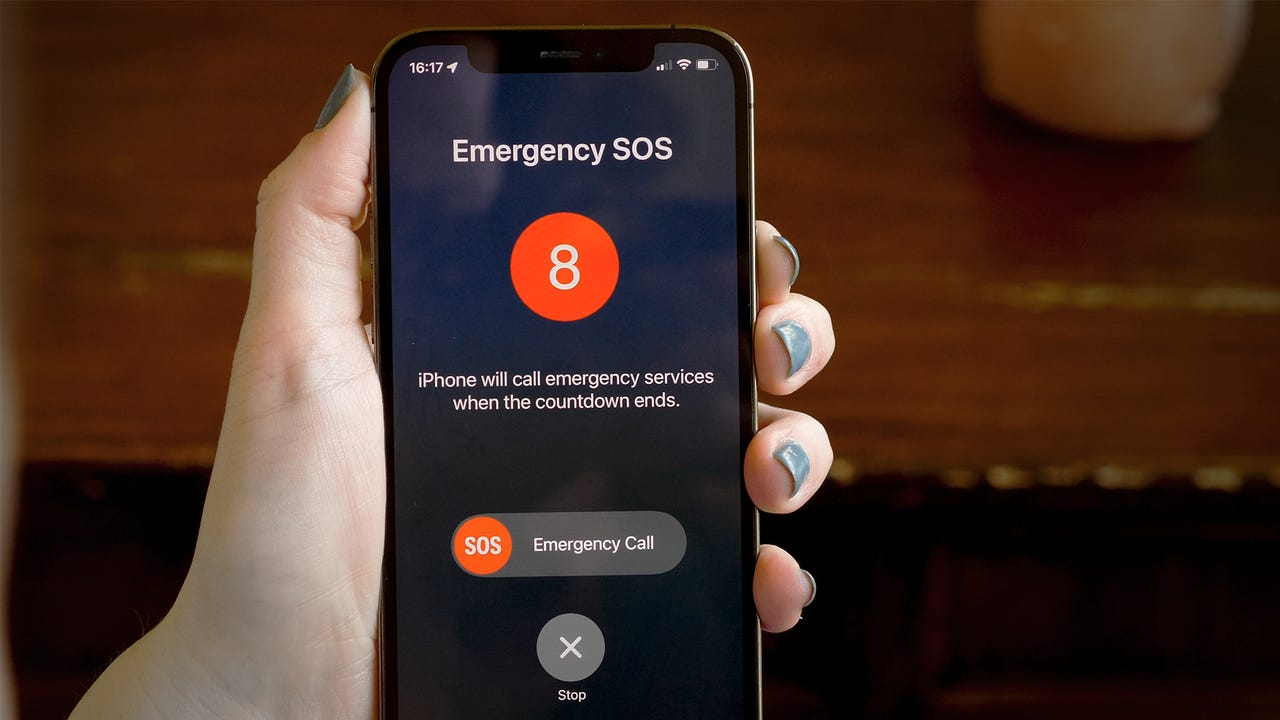 16:17
Emergency SOS
8
iPhone will call emergency services
when the countdown ends.
SOS Emergency Call
Stop